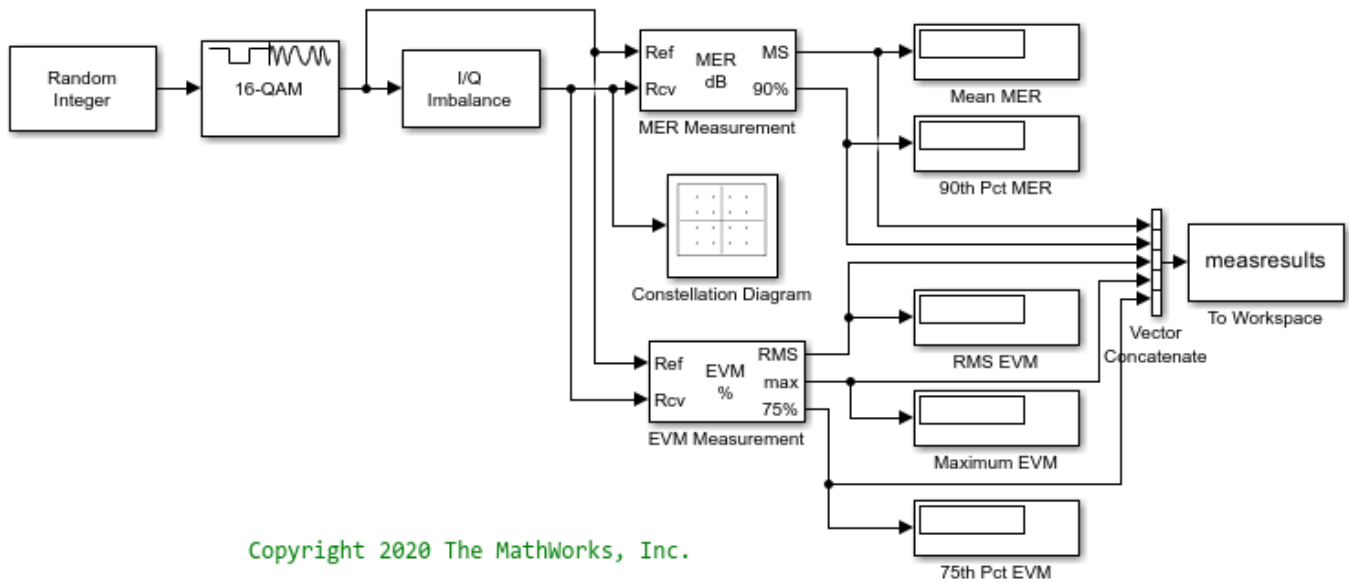 Random
Integer
16-QAM
I/Q
Imbalance
Ref
Rcv
MER
dB
MS
90%
MER Measurement
Mean MER
90th Pct MER
Constellation Diagram
measresults
To Workspace
Vector
Concatenate
RMS EVM
Ref
Rcv
EVM
%
RMS
max
75%
EVM Measurement
Maximum EVM
75th Pct EVM
Copyright 2020 The MathWorks, Inc.